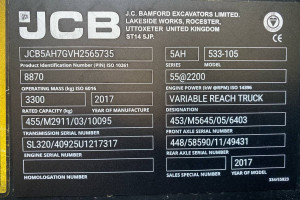 JCB
J.C. BAMFORD EXCAVATORS LIMITED.
LAKESIDE WORKS, ROCESTER,
UTTOXETER UNITED KINGDOM
ST14 5JP.
JCB5AH7GVH2565735
5AH
533-105
Product Identification Number (PIN) ISO 10261
SERIES
MODEL
8870
55@2200
OPERATING MASS (kg) ISO 6016
ENGINE POWER (kW @RPM) ISO 14396
3300
2017
VARIABLE REACH TRUCK
RATED CAPACITY (kg)
YEAR OF MANUFACTURE
DESIGNATION
455/M2911/03/10095
453/M5645/05/6403
TRANSMISSION SERIAL NUMBER
FRONT AXLE SERIAL NUMBER
SL320/40925U1217317
448/58590/11/49431
ENGINE SERIAL NUMBER
REAR AXLE SERIAL NUMBER
2017
HOMOLOGATION NUMBER
SALES SPECIAL NUMBER
MODEL YEAR